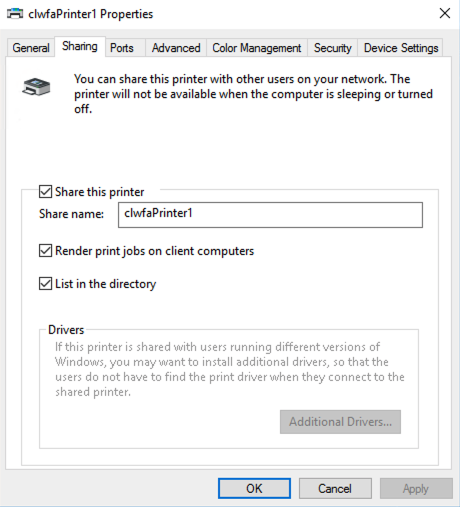 clwfaPrinter1 Properties
General Sharing Ports Advanced Color Management Security Device Settings
You can share this printer with other users on your network. The
printer will not be available when the computer is sleeping or turned
off.
Share this printer
Share name: clwfaPrinter1
Render print jobs on client computers
List in the directory
Drivers
If this printer is shared with users running different versions of
Windows, you may want to install additional drivers, so that the
users do not have to find the print driver when they connect to the
shared printer.
Additional Drivers...
OK Cancel Apply